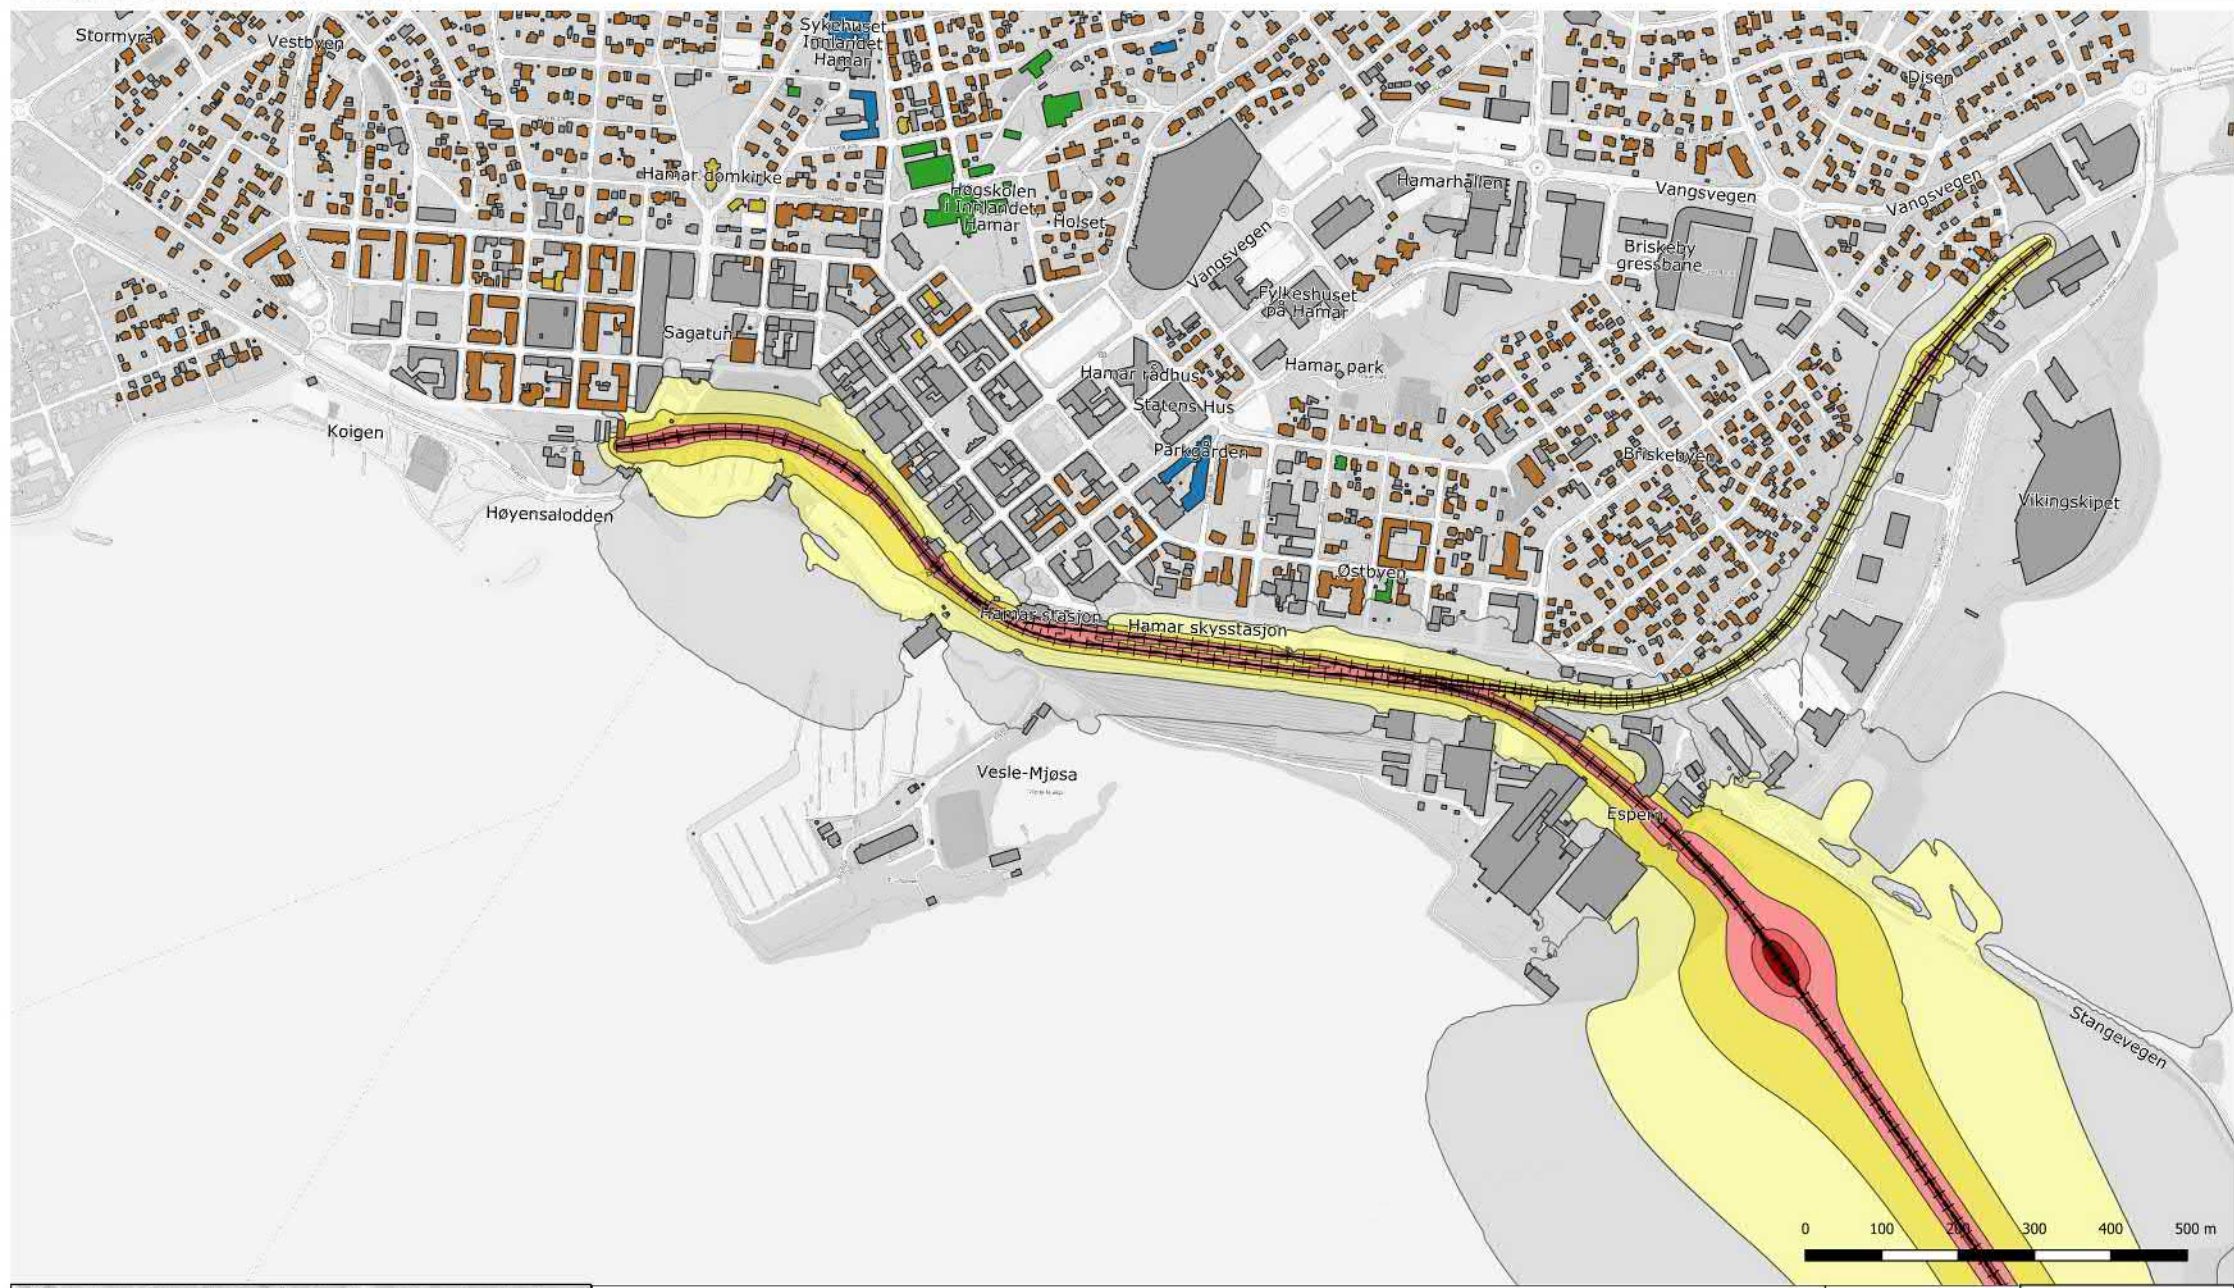 Stormyra
Vestbyen
Sykehuset
Innlandet
Hamar
Disen
Hamar domkirke
Høgskolen
i Innlandet,
Hamar
Holset
Hamarhallen
Vangsvegen
Vangsvegen
Vangsvegen
Briskeby
gressbane
Fylkeshuset
på Hamar
Sagatun
Hamar park
Hamar rådhus
Statens Hus
Koigen
Parkgården
Briskebyen
Vikingskipet
Høyensalodden
Østbyen
Hamar stasjon
Hamar skysstasjon
Vesle-Mjøsa
Espern
Stangevegen
0 100 200 300 400 500 m